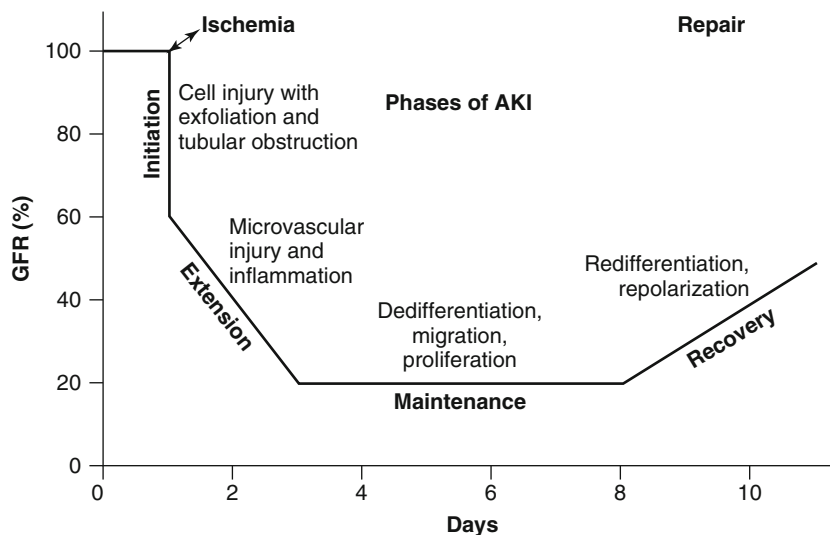 Ischemia
Repair
100
Cell injury with
exfoliation and
tubular obstruction
Phases of AKI
Initiation
80
GFR (%)
60
Microvascular
injury and
inflammation
Extension
Redifferentiation,
repolarization
40
Dedifferentiation,
migration,
proliferation
Recovery
20
Maintenance
0
0 2 4 6 8 10
Days